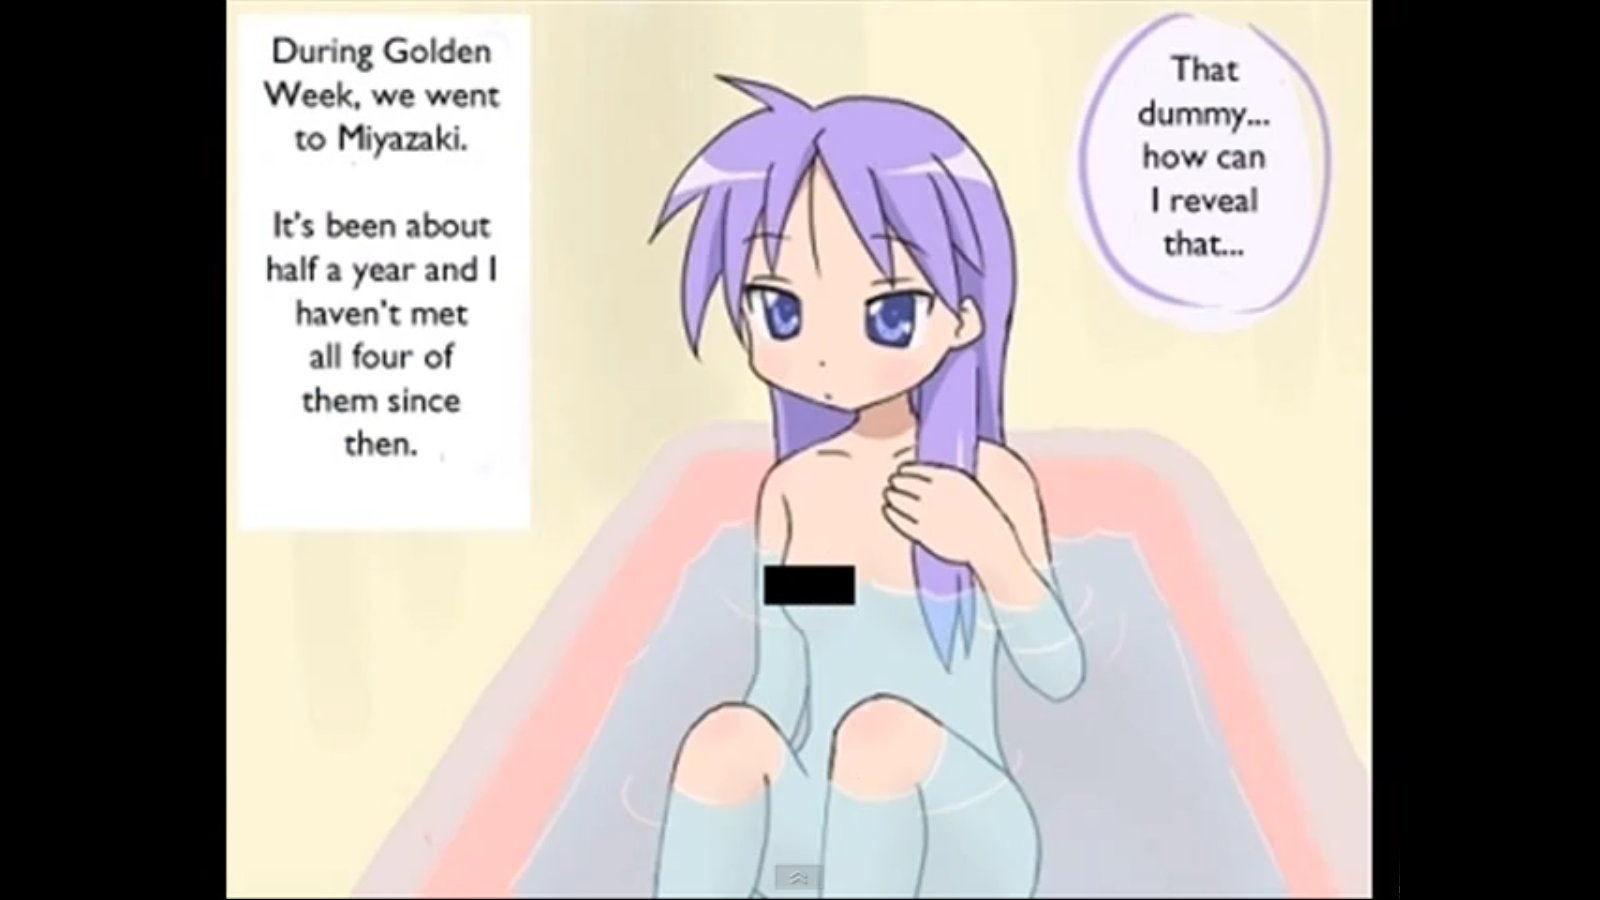 During Golden
Week, we went
to Miyazaki.
It's been about
half a year and I
haven't met
all four of
them since
then.
That
dummy...
how can
I reveal
that...